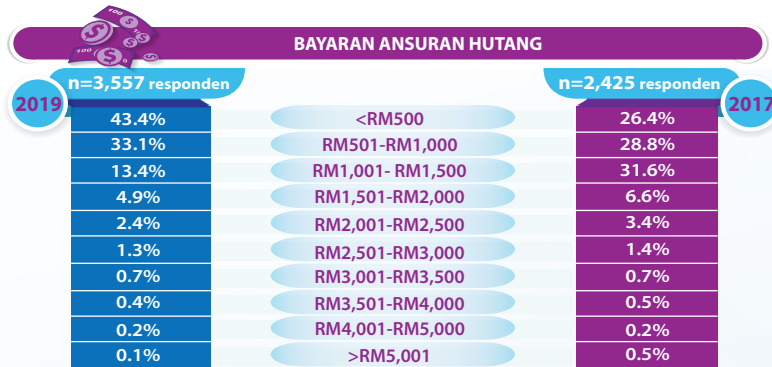 BAYARAN ANSURAN HUTANG
n=3,557 responden
n=2,425 responden
2019
2017
43.4% <RM500 26.4%
33.1% RM501-RM1,000 28.8%
13.4% RM1,001- RM1,500 31.6%
4.9% RM1,501-RM2,000 6.6%
2.4% RM2,001-RM2,500 3.4%
1.3% RM2,501-RM3,000 1.4%
0.7% RM3,001-RM3,500 0.7%
0.4% RM3,501-RM4,000 0.5%
0.2% RM4,001-RM5,000 0.2%
0.1% >RM5,001 0.5%